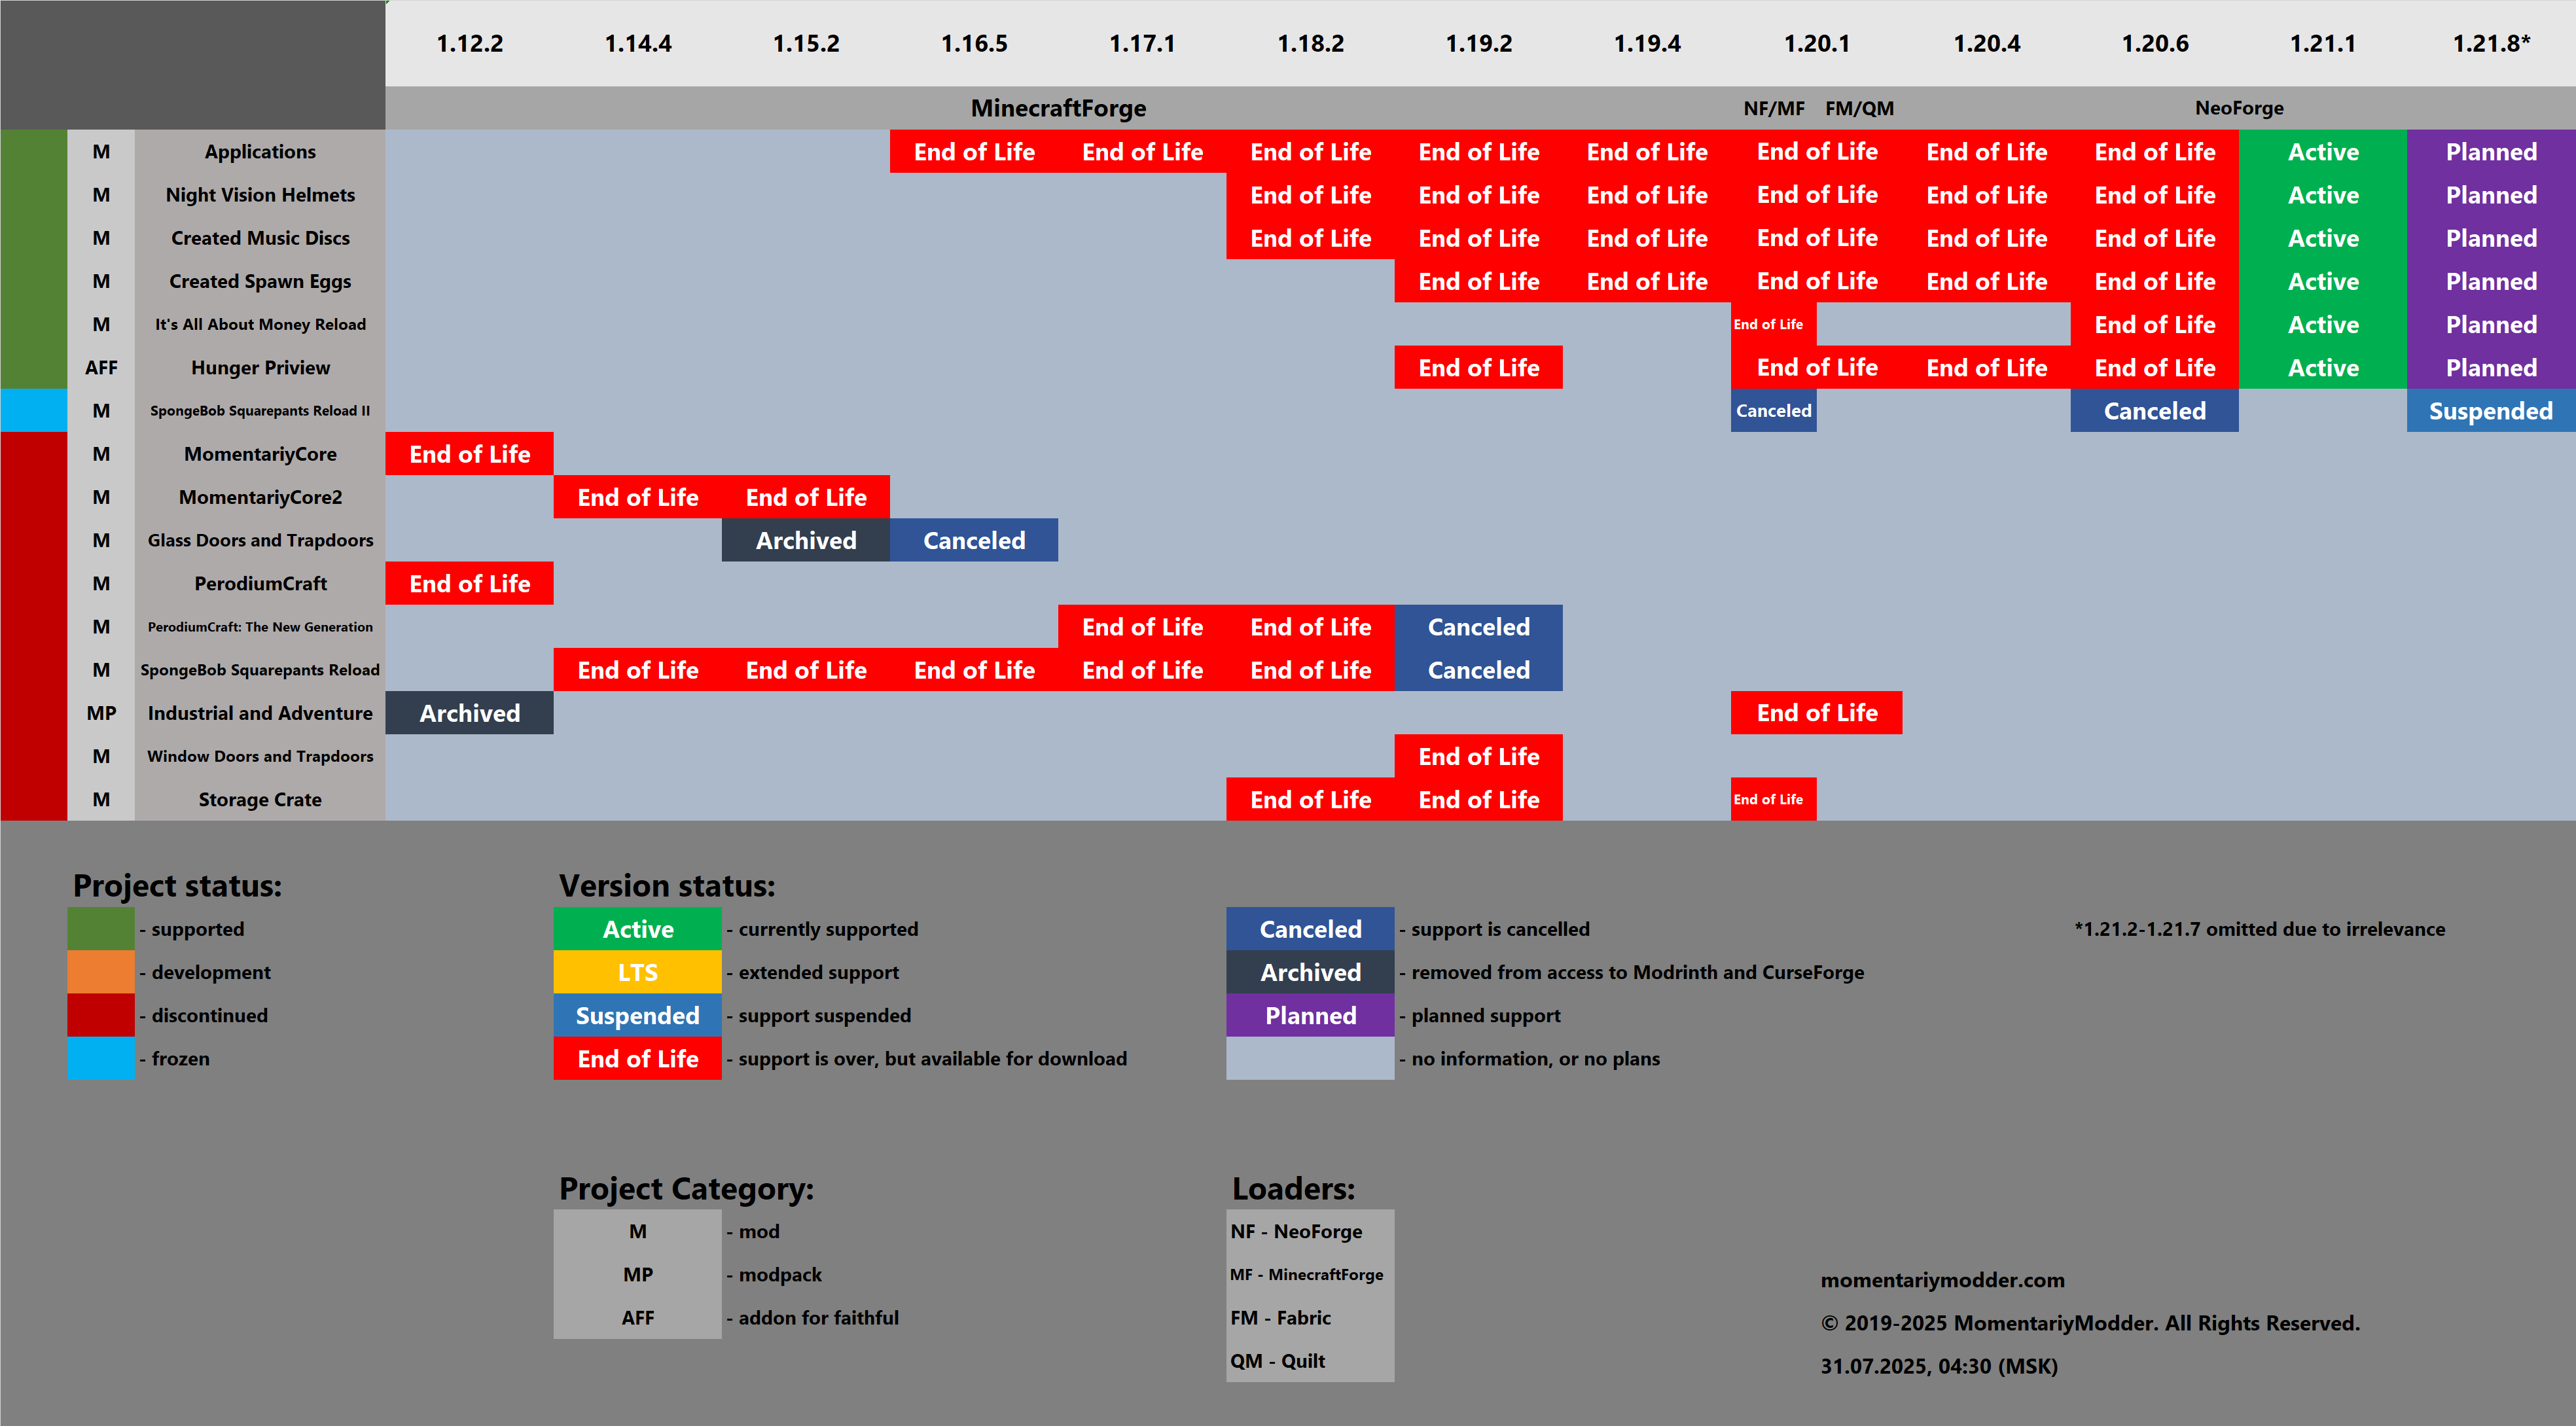 1.12.2 1.14.4 1.15.2 1.16.5 1.17.1 1.18.2 1.19.2 1.19.4 1.20.1 1.20.4 1.20.6 1.21.1 1.21.8*
MinecraftForge NF/MF FM/QM NeoForge
M Applications End of Life End of Life End of Life End of Life End of Life End of Life End of Life End of Life Active Planned
M Night Vision Helmets End of Life End of Life End of Life End of Life End of Life End of Life Active Planned
M Created Music Discs End of Life End of Life End of Life End of Life End of Life End of Life Active Planned
M Created Spawn Eggs End of Life End of Life End of Life End of Life End of Life Active Planned
M It's All About Money Reload End of Life End of Life Active Planned
AFF Hunger Priview End of Life End of Life End of Life End of Life Active Planned
M SpongeBob Squarepants Reload II Canceled Canceled Suspended
M MomentariyCore End of Life
M MomentariyCore2 End of Life End of Life
M Glass Doors and Trapdoors Archived Canceled
M PerodiumCraft End of Life
M PerodiumCraft: The New Generation End of Life End of Life Canceled
M SpongeBob Squarepants Reload End of Life End of Life End of Life End of Life End of Life Canceled
MP Industrial and Adventure Archived End of Life
M Window Doors and Trapdoors End of Life
M Storage Crate End of Life End of Life End of Life
Project status: Version status:
- supported Active - currently supported Canceled - support is cancelled *1.21.2-1.21.7 omitted due to irrelevance
- development LTS - extended support Archived - removed from access to Modrinth and CurseForge
- discontinued Suspended - support suspended Planned - planned support
- frozen End of Life - support is over, but available for download - no information, or no plans
Project Category: Loaders:
M - mod NF - NeoForge
MP - modpack MF - MinecraftForge
AFF - addon for faithful FM - Fabric
QM - Quilt
momentariymodder.com
© 2019-2025 MomentariyModder. All Rights Reserved.
31.07.2025, 04:30 (MSK)